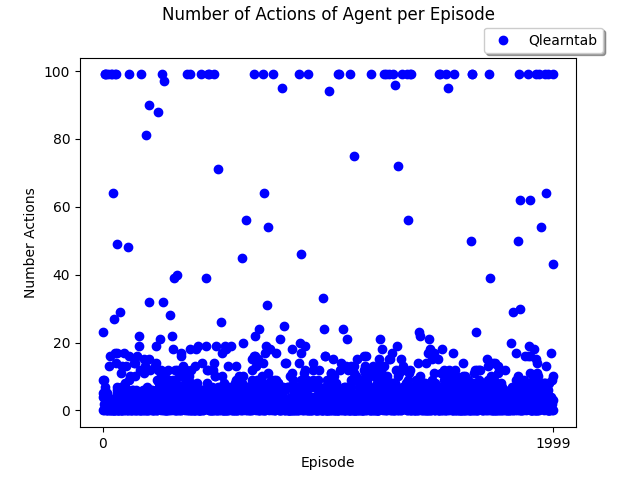 Number of Actions of Agent per Episode
Qlearntab
100
80
60
40
20
0
Number Actions
0
1999
Episode